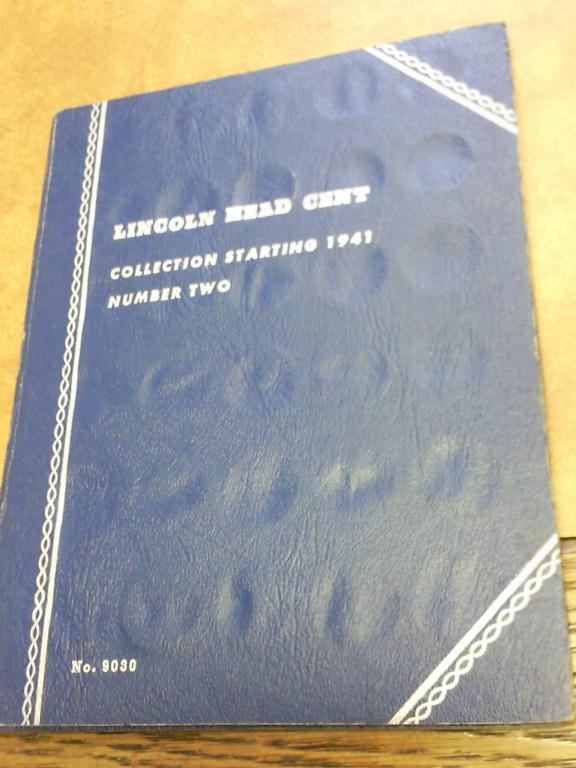 LINCOLN HEAD CENT
COLLECTION STARTING 1941
NUMBER TWO
No. 9030